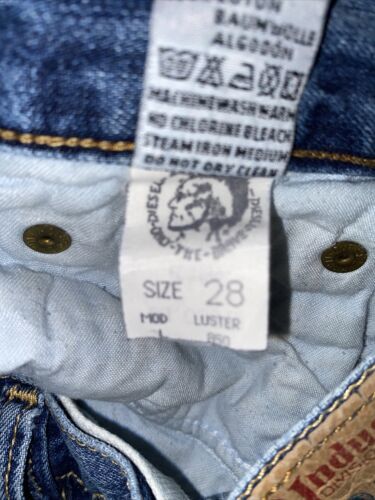 BAUMWOLLE
ALGODÓN
MACHINE WASH WARM
NO CHLORINE BLEACH
STEAM IRON MEDIUM
DO NOT DRY CLEAN
DIESEL
SIZE 28
MOD LUSTER
Indus